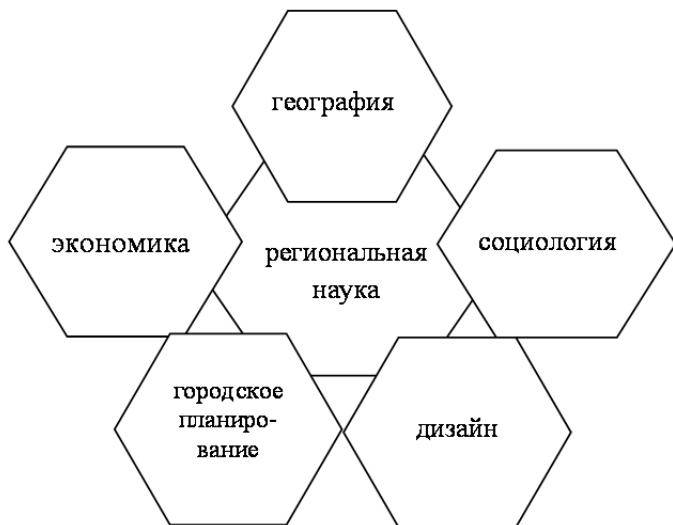 география
экономика
социология
региональная
наука
городское
планиро-
вание
дизайн